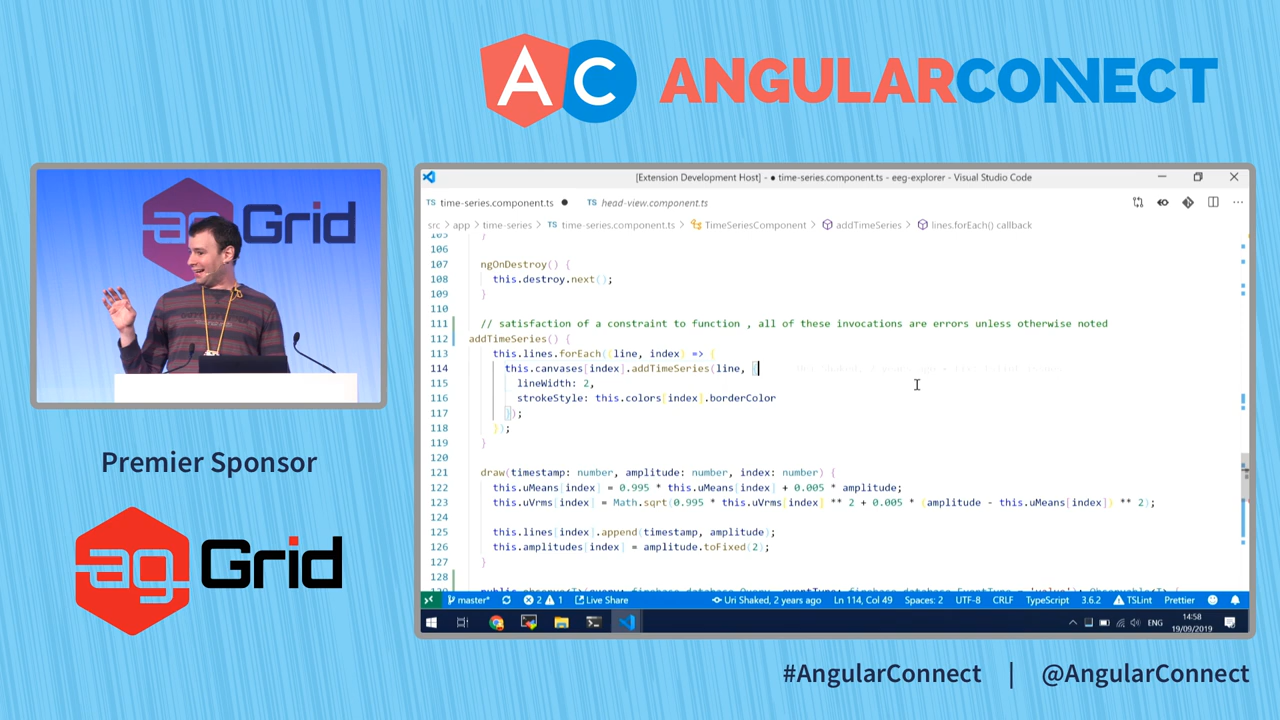 AC ANGULARCONNECT
ag Grid
Premier Sponsor
ag Grid
[Extension Development Host] - ● time-series.component.ts - eeg-explorer - Visual Studio Code
TS time-series.component.ts ● TS head-view.component.ts
src › app › time-series › TS time-series.component.ts › TimeSeriesComponent › addTimeSeries › lines.forEach() callback
105 }
106
107 ngOnDestroy() {
108 this.destroy.next();
109 }
110
111 // satisfaction of a constraint to function , all of these invocations are errors unless otherwise noted
112 addTimeSeries() {
113 this.lines.forEach((line, index) => {
114 this.canvases[index].addTimeSeries(line, {
115 lineWidth: 2,
116 strokeStyle: this.colors[index].borderColor
117 });
118 });
119 }
120
121 draw(timestamp: number, amplitude: number, index: number) {
122 this.uMeans[index] = 0.995 * this.uMeans[index] + 0.005 * amplitude;
123 this.uVrms[index] = Math.sqrt(0.995 * this.uVrms[index] ** 2 + 0.005 * (amplitude - this.uMeans[index]) ** 2);
124
125 this.lines[index].append(timestamp, amplitude);
126 this.amplitudes[index] = amplitude.toFixed(2);
127 }
128
master* 2 1 Live Share Uri Shaked, 2 years ago Ln 114, Col 49 Spaces: 2 UTF-8 CRLF TypeScript 3.6.2 TSLint Prettier
ENG 14:58
19/09/2019
#AngularConnect | @AngularConnect